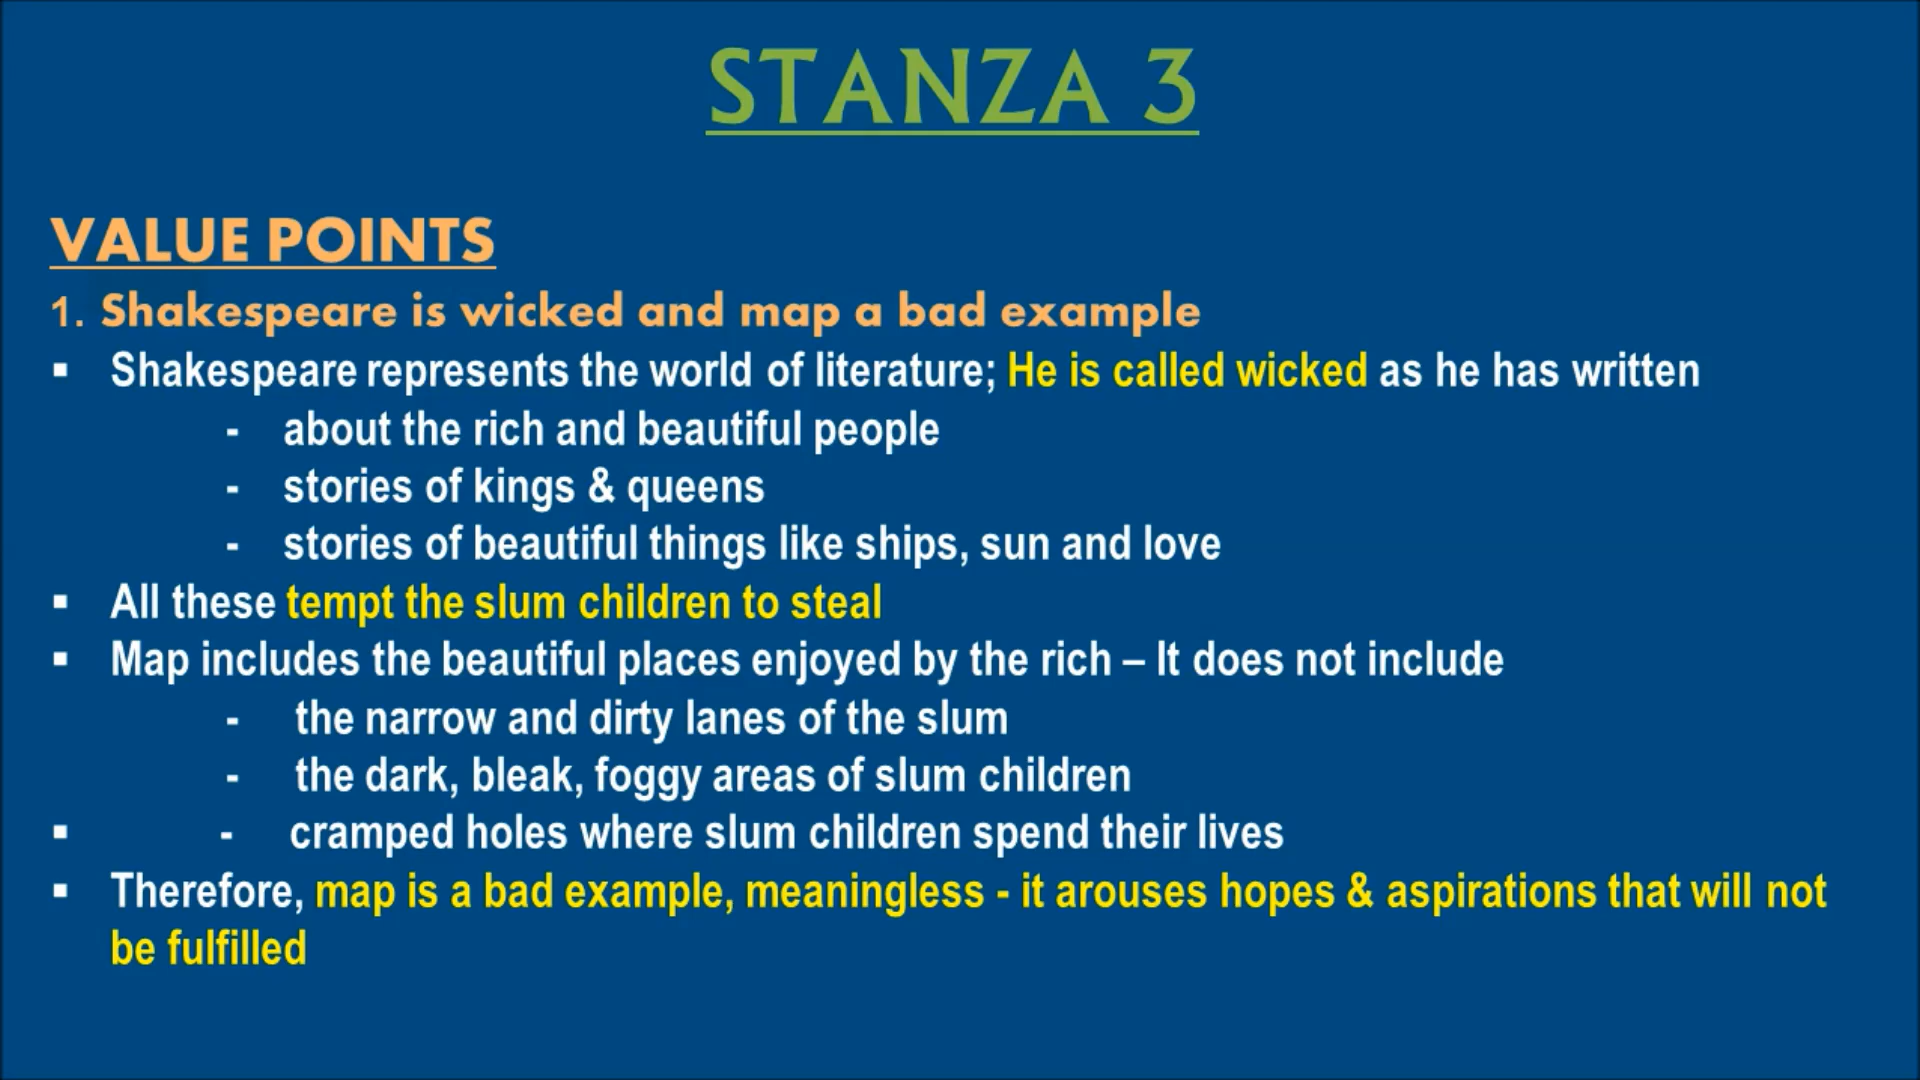 STANZA 3
VALUE POINTS
1. Shakespeare is wicked and map a bad example
▪ Shakespeare represents the world of literature; He is called wicked as he has written
- about the rich and beautiful people
- stories of kings & queens
- stories of beautiful things like ships, sun and love
▪ All these tempt the slum children to steal
▪ Map includes the beautiful places enjoyed by the rich – It does not include
- the narrow and dirty lanes of the slum
- the dark, bleak, foggy areas of slum children
▪ - cramped holes where slum children spend their lives
▪ Therefore, map is a bad example, meaningless - it arouses hopes & aspirations that will not
be fulfilled